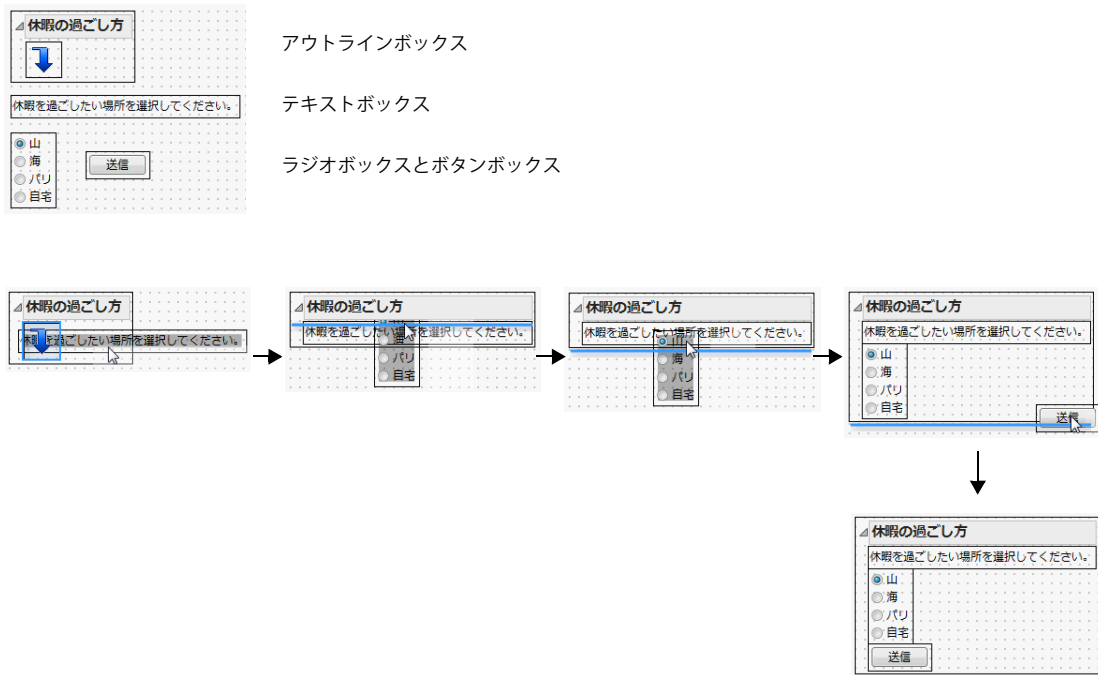 休暇の過ごし方
アウトラインボックス
休暇を過ごしたい場所を選択してください。
テキストボックス
山
海
パリ
自宅
送信
ラジオボックスとボタンボックス
休暇の過ごし方
休暇を過ごしたい場所を選択してください。
休暇の過ごし方
休暇を過ごしたい場所を選択してください。
海
パリ
自宅
休暇の過ごし方
休暇を過ごしたい場所を選択してください。
山
海
パリ
自宅
休暇の過ごし方
休暇を過ごしたい場所を選択してください。
山
海
パリ
自宅
送信
休暇の過ごし方
休暇を過ごしたい場所を選択してください。
山
海
パリ
自宅
送信